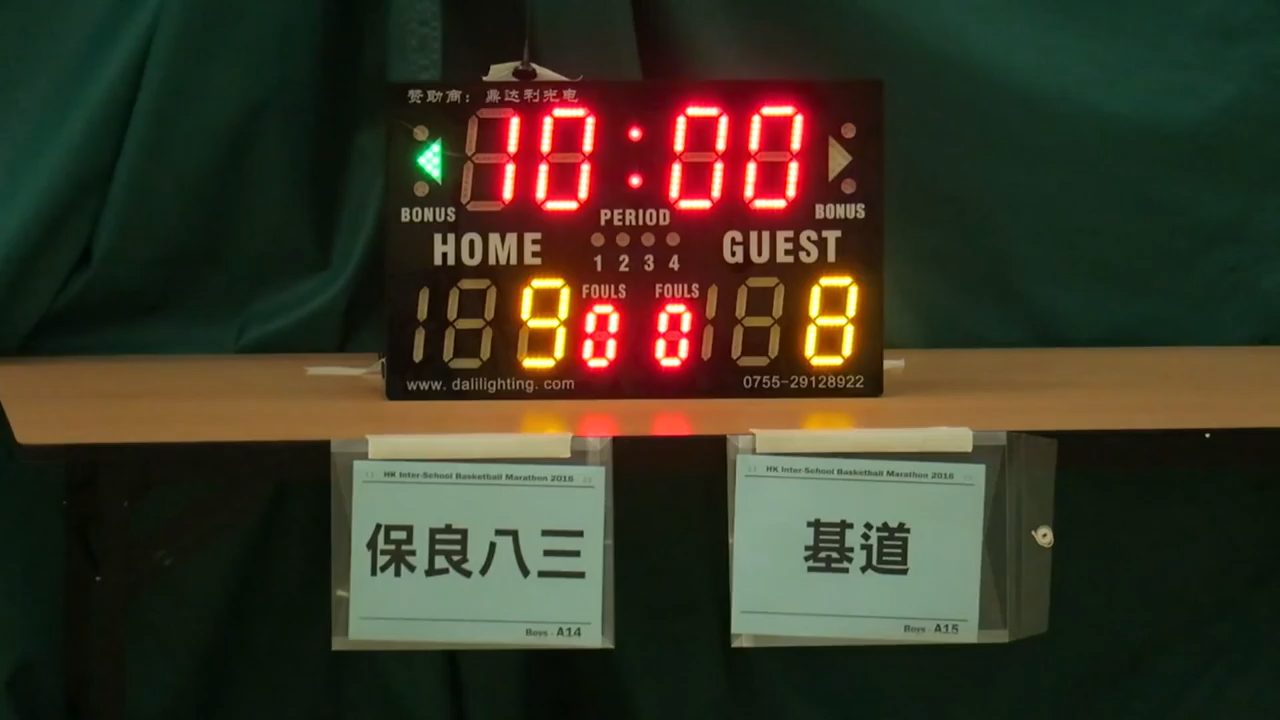 赞助商: 鼎达利光电
10:00
BONUS
PERIOD
BONUS
HOME
1 2 3 4
GUEST
FOULS FOULS
9 0 0 8
www. dalilighting. com
0755-29128922
HK Inter-School Basketball Marathon 2016
保良八三
Boys - A14
HK Inter-School Basketball Marathon 2016
基道
Boys - A15